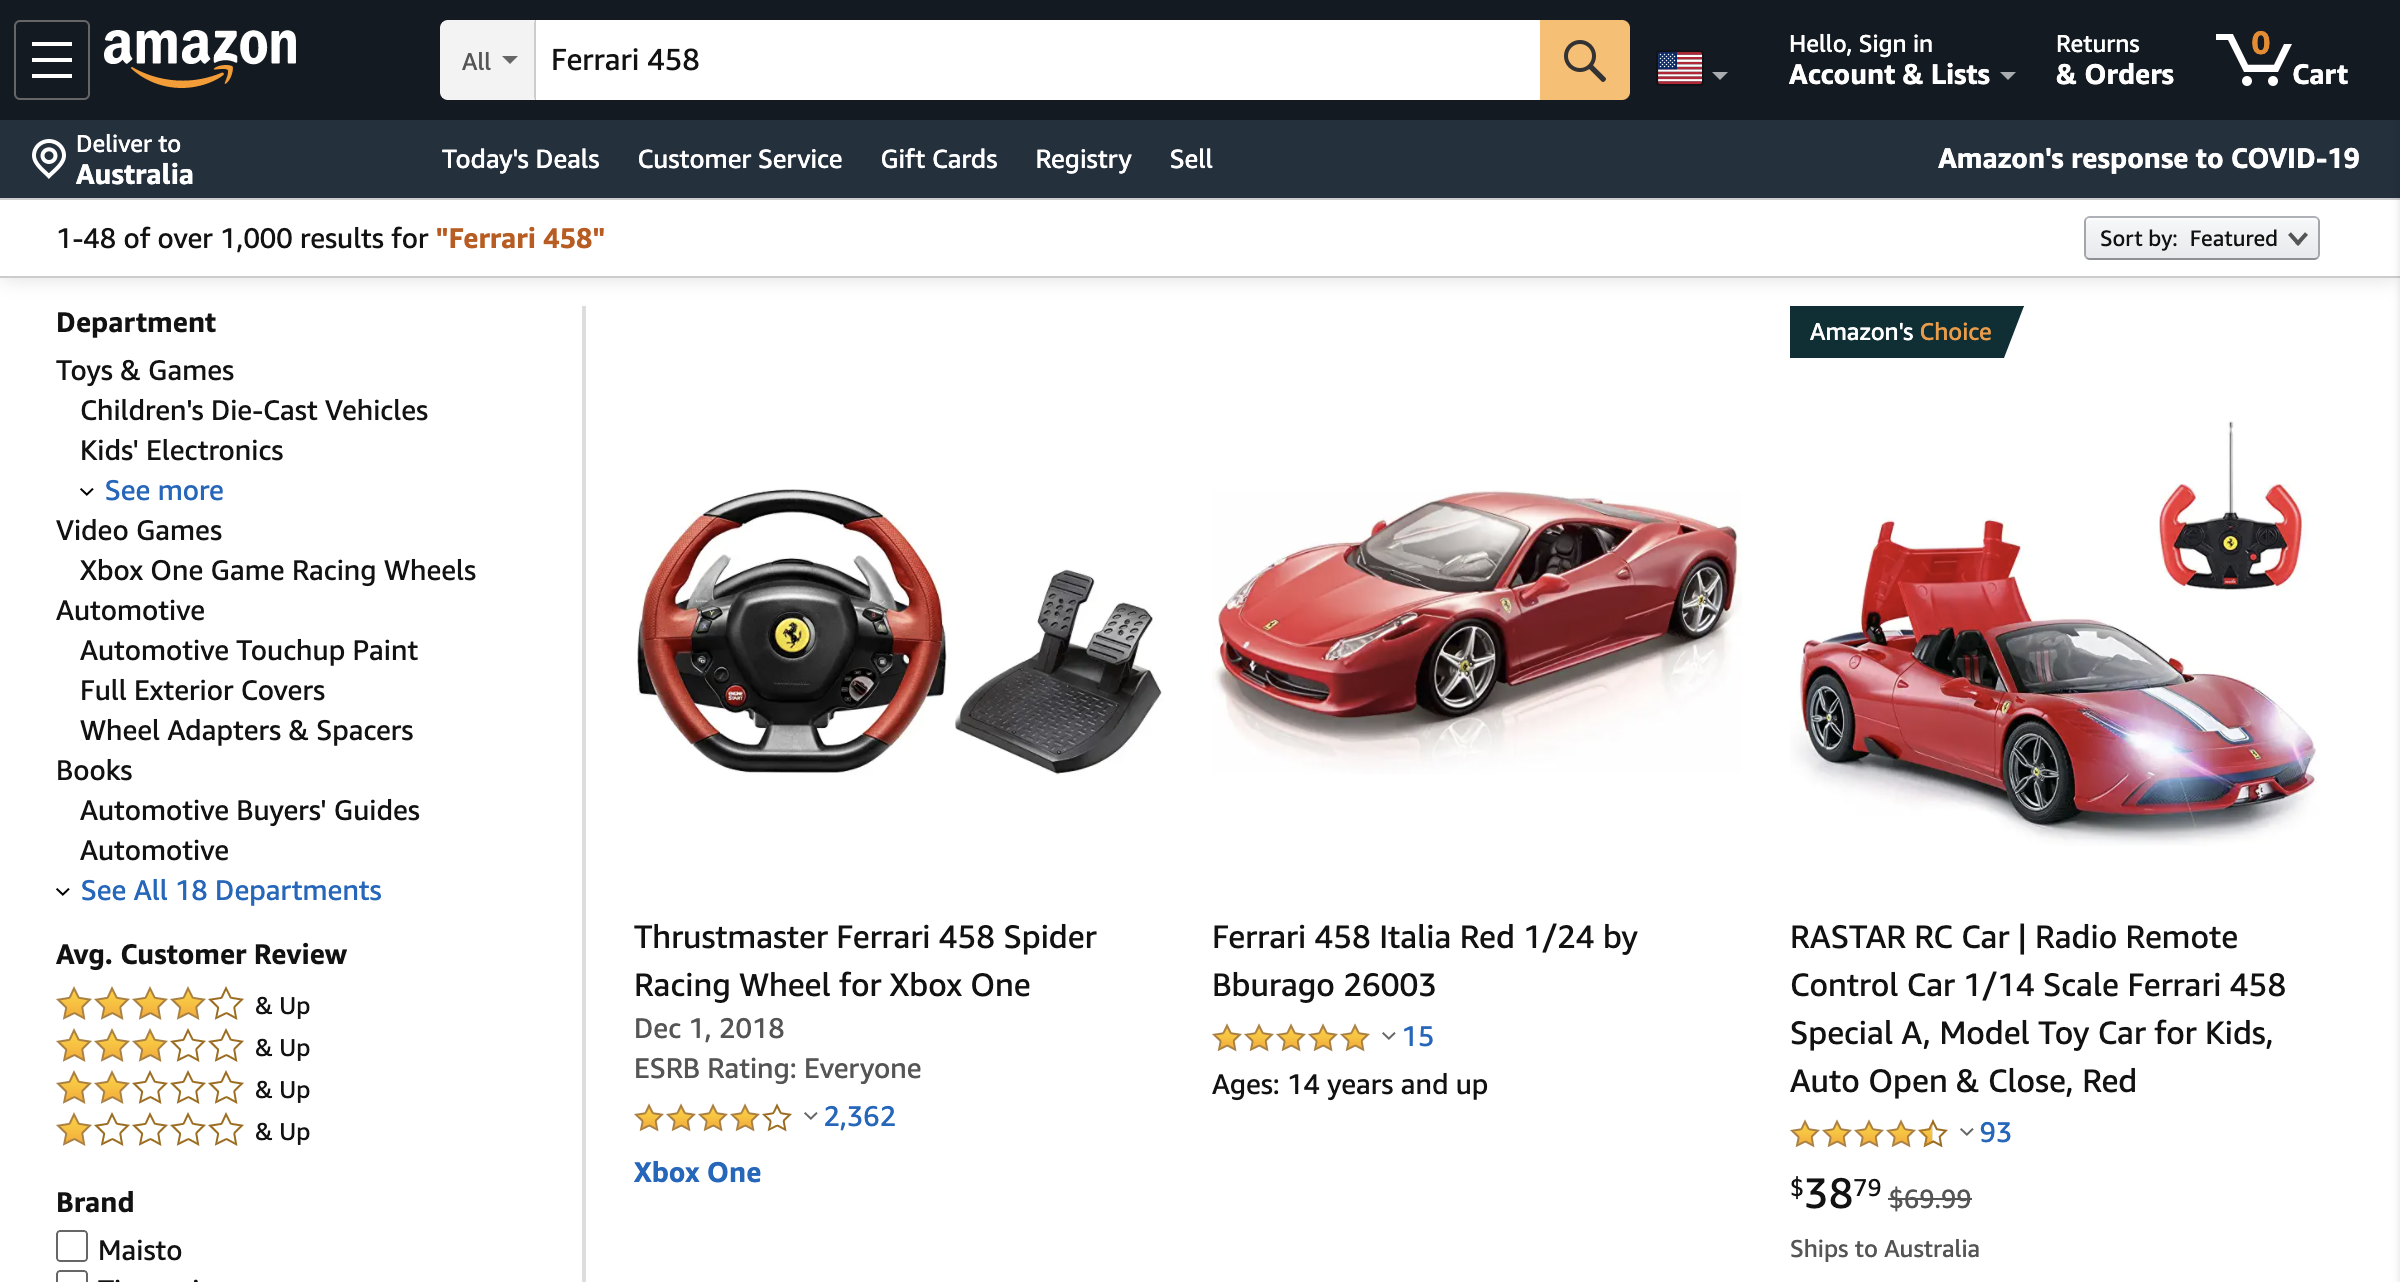 amazon
All
Ferrari 458
Hello, Sign in
Account & Lists
Returns
& Orders
0
Cart
Deliver to
Australia
Today's Deals
Customer Service
Gift Cards
Registry
Sell
Amazon's response to COVID-19
1-48 of over 1,000 results for "Ferrari 458"
Sort by: Featured
Department
Toys & Games
Children's Die-Cast Vehicles
Kids' Electronics
See more
Video Games
Xbox One Game Racing Wheels
Automotive
Automotive Touchup Paint
Full Exterior Covers
Wheel Adapters & Spacers
Books
Automotive Buyers' Guides
Automotive
See All 18 Departments
Avg. Customer Review
& Up
& Up
& Up
& Up
Brand
Maisto
Thrustmaster Ferrari 458 Spider
Racing Wheel for Xbox One
Dec 1, 2018
ESRB Rating: Everyone
2,362
Xbox One
Ferrari 458 Italia Red 1/24 by
Bburago 26003
15
Ages: 14 years and up
Amazon's Choice
RASTAR RC Car | Radio Remote
Control Car 1/14 Scale Ferrari 458
Special A, Model Toy Car for Kids,
Auto Open & Close, Red
93
$3879 $69.99
Ships to Australia